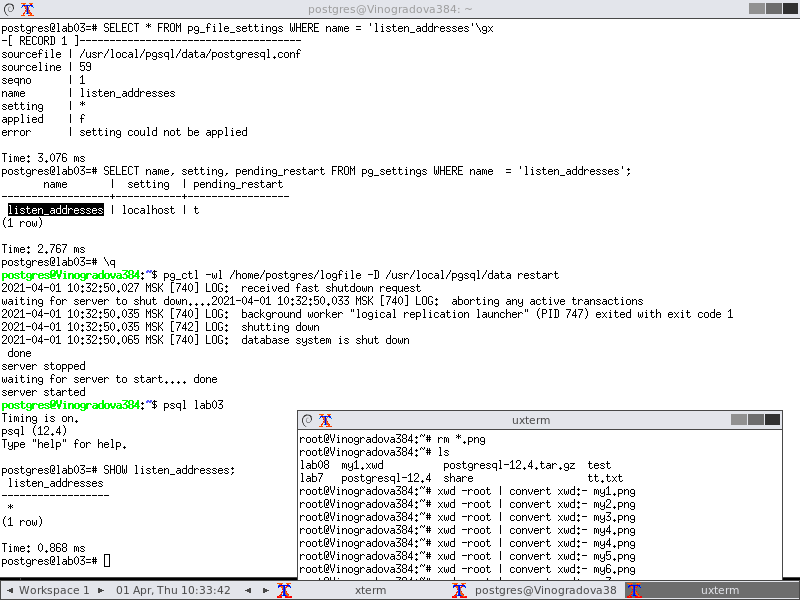 postgres@Vinogradova384: ~
postgres@lab03=# SELECT * FROM pg_file_settings WHERE name = 'listen_addresses'\gx
-[ RECORD 1 ]-------------------------------------
sourcefile | /usr/local/pgsql/data/postgresql.conf
sourceline | 59
seqno      | 1
name       | listen_addresses
setting    | *
applied    | f
error      | setting could not be applied
Time: 3.076 ms
postgres@lab03=# SELECT name, setting, pending_restart FROM pg_settings WHERE name  = 'listen_addresses';
       name       |  setting  | pending_restart
------------------+-----------+-----------------
 listen_addresses | localhost | t
(1 row)
Time: 2.767 ms
postgres@lab03=# \q
postgres@Vinogradova384:~$ pg_ctl -wl /home/postgres/logfile -D /usr/local/pgsql/data restart
2021-04-01 10:32:50.027 MSK [740] LOG:  received fast shutdown request
waiting for server to shut down....2021-04-01 10:32:50.033 MSK [740] LOG:  aborting any active transactions
2021-04-01 10:32:50.035 MSK [740] LOG:  background worker "logical replication launcher" (PID 747) exited with exit code 1
2021-04-01 10:32:50.035 MSK [742] LOG:  shutting down
2021-04-01 10:32:50.065 MSK [740] LOG:  database system is shut down
 done
server stopped
waiting for server to start.... done
server started
postgres@Vinogradova384:~$ psql lab03
Timing is on.
psql (12.4)
Type "help" for help.
postgres@lab03=# SHOW listen_addresses;
 listen_addresses
------------------
 *
(1 row)
Time: 0.868 ms
postgres@lab03=#
uxterm
root@Vinogradova384:~# rm *.png
root@Vinogradova384:~# ls
lab08  my1.xwd          postgresql-12.4.tar.gz  test
lab7   postgresql-12.4  share                   tt.txt
root@Vinogradova384:~# xwd -root | convert xwd:- my1.png
root@Vinogradova384:~# xwd -root | convert xwd:- my2.png
root@Vinogradova384:~# xwd -root | convert xwd:- my3.png
root@Vinogradova384:~# xwd -root | convert xwd:- my4.png
root@Vinogradova384:~# xwd -root | convert xwd:- my4.png
root@Vinogradova384:~# xwd -root | convert xwd:- my5.png
root@Vinogradova384:~# xwd -root | convert xwd:- my6.png
Workspace 1
01 Apr, Thu 10:33:42
xterm
postgres@Vinogradova38
uxterm